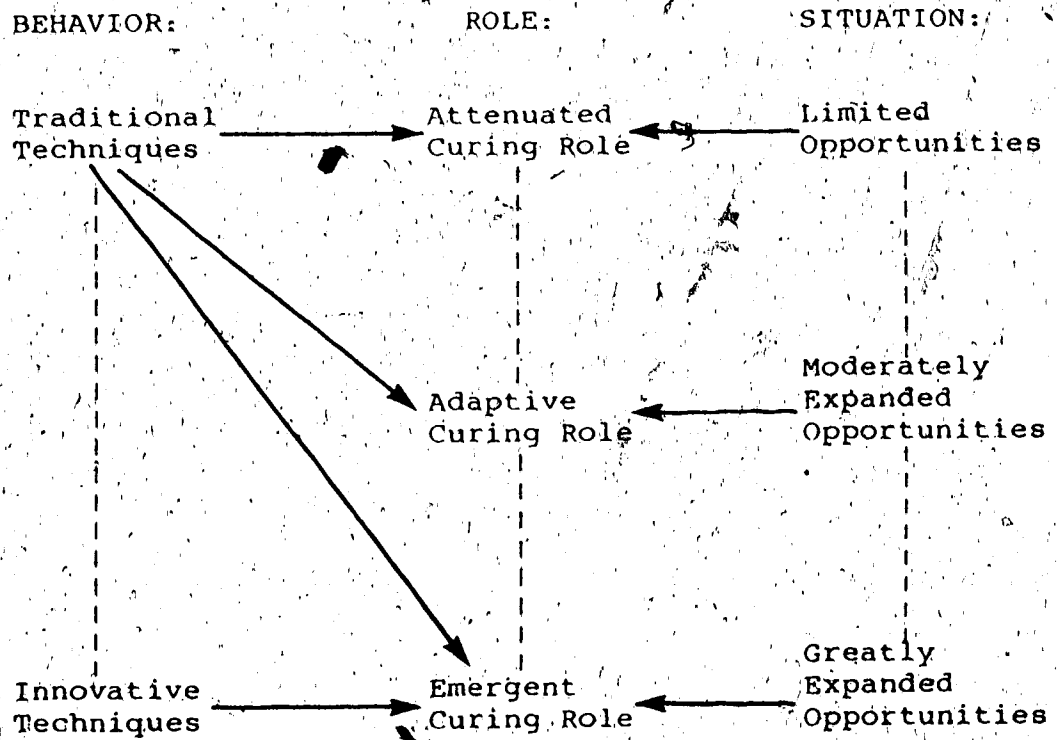 BEHAVIOR:
ROLE:
SITUATION:
Traditional
Techniques
Attenuated
Curing Role
Limited
Opportunities
Adaptive
Curing Role
Moderately
Expanded
Opportunities
Innovative
Techniques
Emergent
Curing Role
Greatly
Expanded
Opportunities